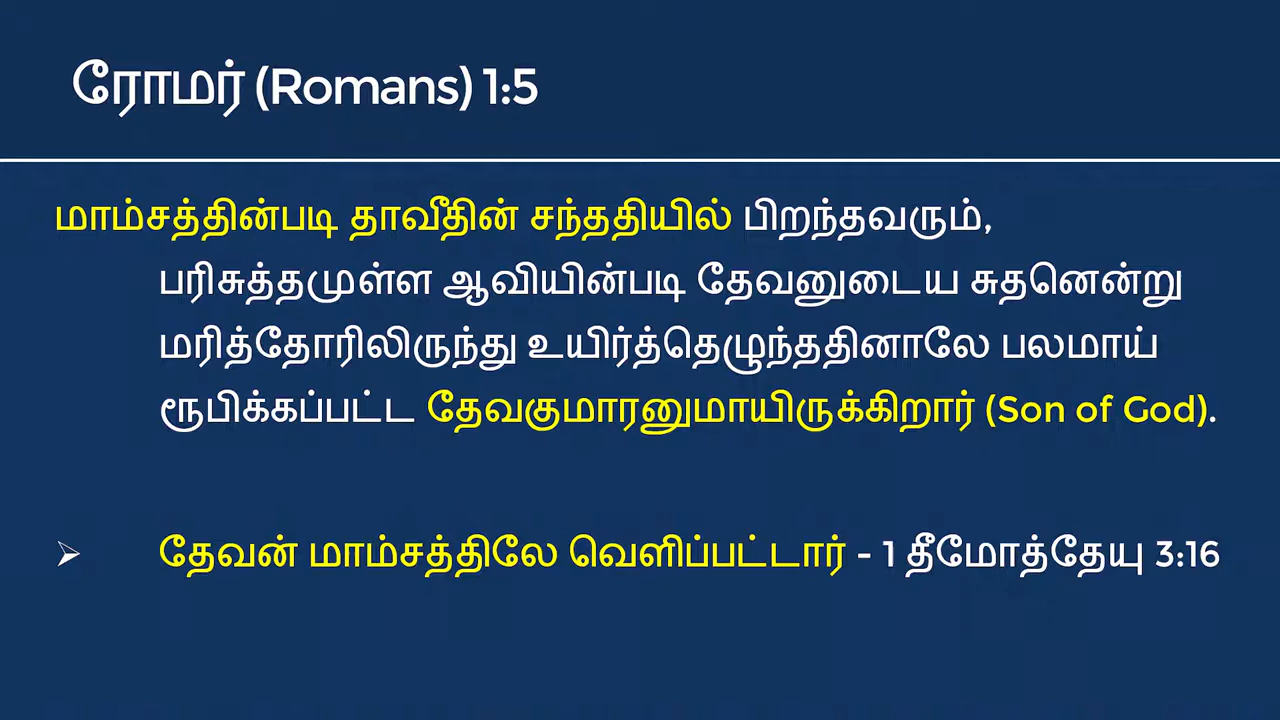 ரோமர் (Romans) 1:5
மாம்சத்தின்படி தாவீதின் சந்ததியில் பிறந்தவரும்,
பரிசுத்தமுள்ள ஆவியின்படி தேவனுடைய சுதனென்று
மரித்தோரிலிருந்து உயிர்த்தெழுந்ததினாலே பலமாய்
ரூபிக்கப்பட்ட தேவகுமாரனுமாயிருக்கிறார் (Son of God).
➢ தேவன் மாம்சத்திலே வெளிப்பட்டார் - 1 தீமோத்தேயு 3:16